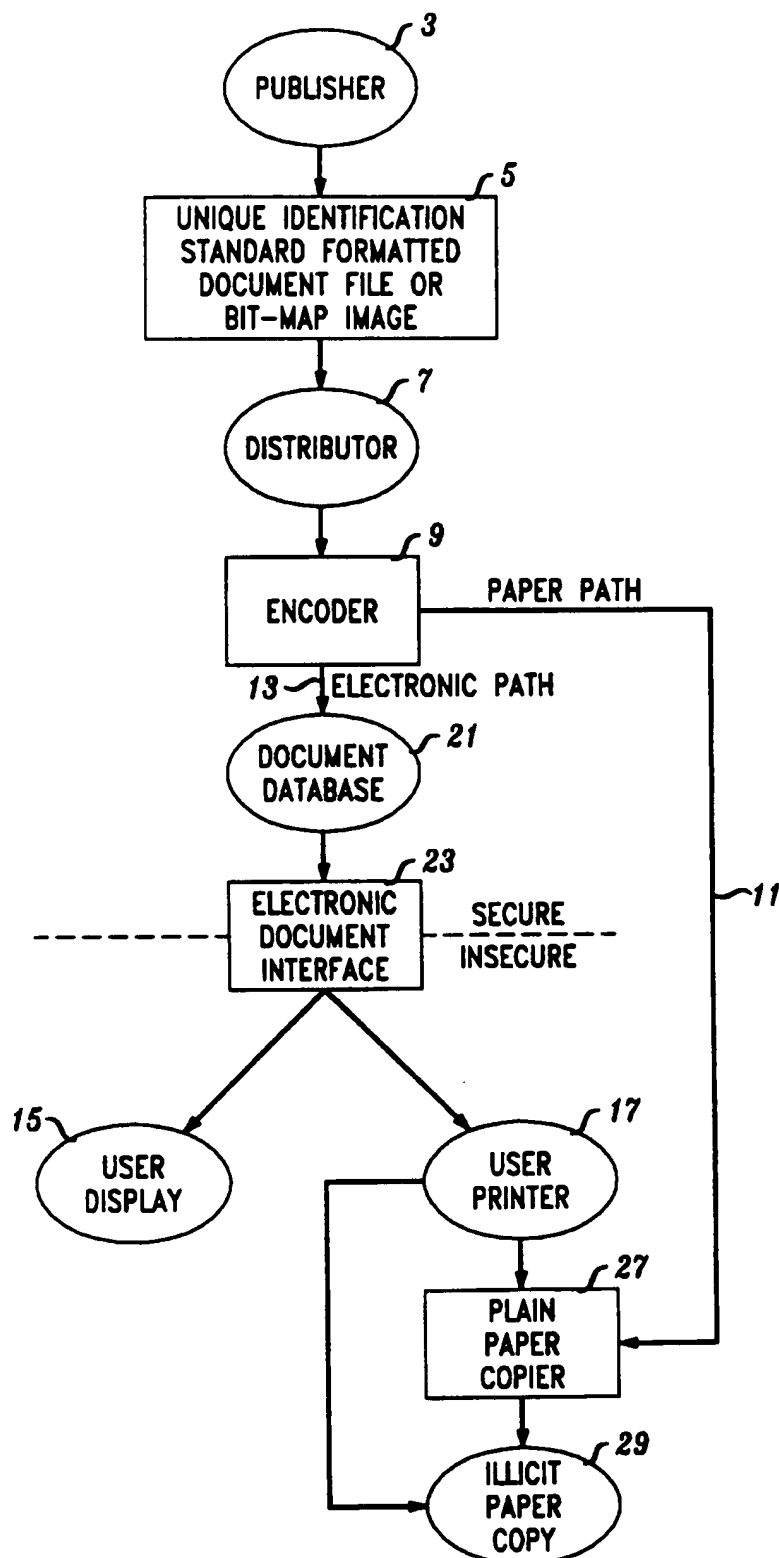 3
PUBLISHER
5
UNIQUE IDENTIFICATION
STANDARD FORMATTED
DOCUMENT FILE OR
BIT-MAP IMAGE
7
DISTRIBUTOR
9
ENCODER
PAPER PATH
13
ELECTRONIC PATH
21
DOCUMENT
DATABASE
23
ELECTRONIC
DOCUMENT
INTERFACE
SECURE
INSECURE
11
15
USER
DISPLAY
17
USER
PRINTER
27
PLAIN
PAPER
COPIER
29
ILLICIT
PAPER
COPY